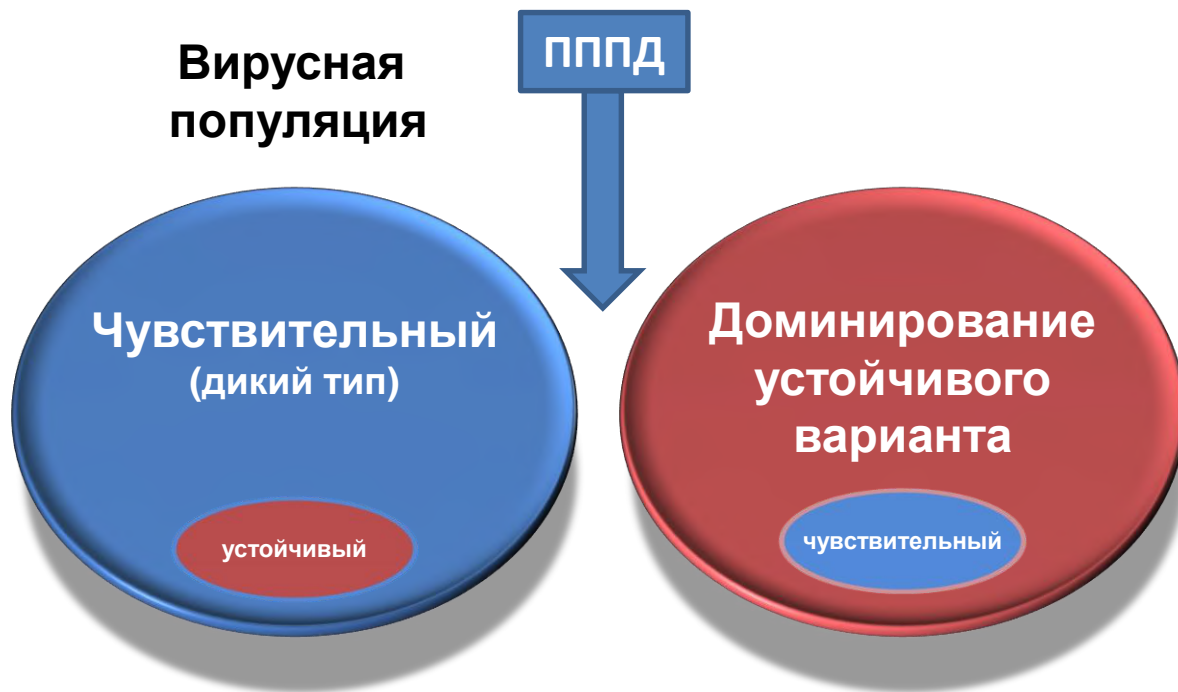 Вирусная
популяция
ПППД
Чувствительный
(дикий тип)
устойчивый
Доминирование
устойчивого
варианта
чувствительный